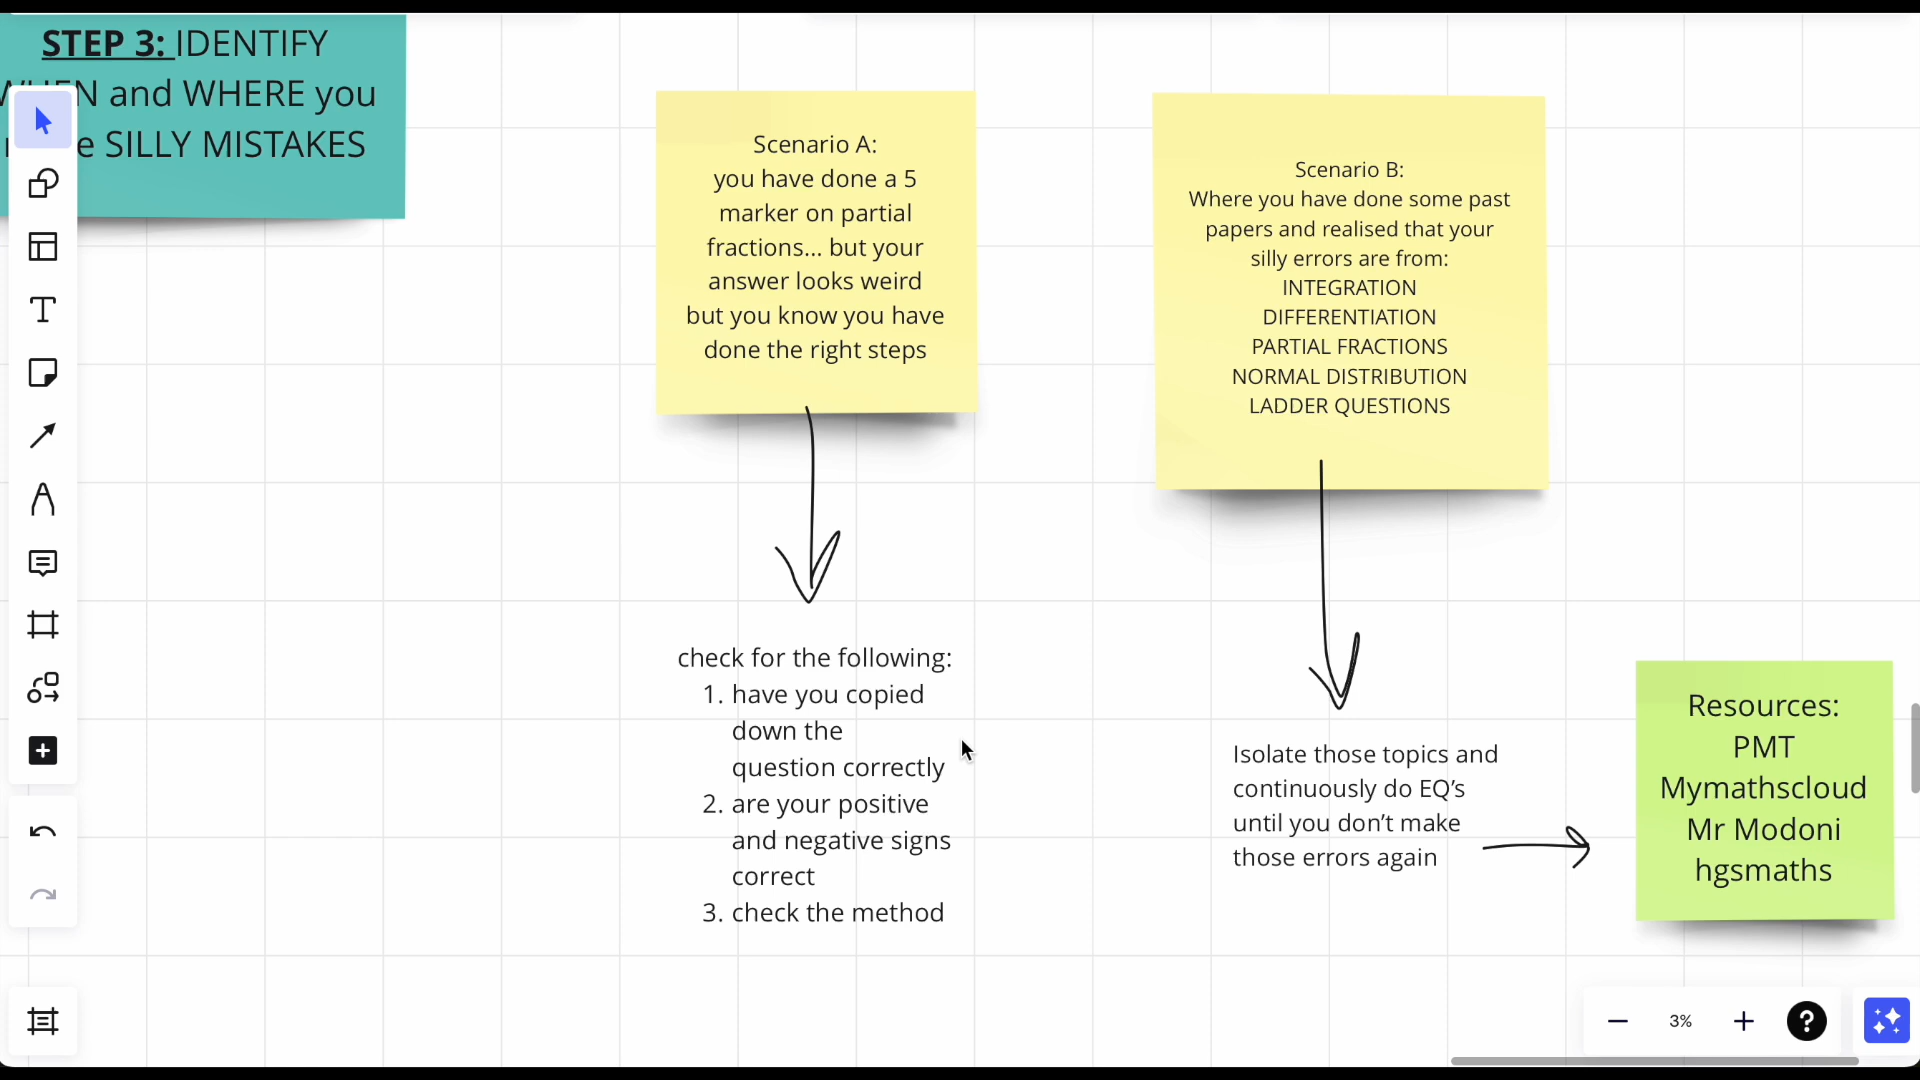 STEP 3: IDENTIFY
and WHERE you
SILLY MISTAKES
Scenario A:
you have done a 5
marker on partial
fractions... but your
answer looks weird
but you know you have
done the right steps
check for the following:
1. have you copied
down the
question correctly
2. are your positive
and negative signs
correct
3. check the method
Scenario B:
Where you have done some past
papers and realised that your
silly errors are from:
INTEGRATION
DIFFERENTIATION
PARTIAL FRACTIONS
NORMAL DISTRIBUTION
LADDER QUESTIONS
Isolate those topics and
continuously do EQ’s
until you don’t make
those errors again
Resources:
PMT
Mymathscloud
Mr Modoni
hgsmaths
3%